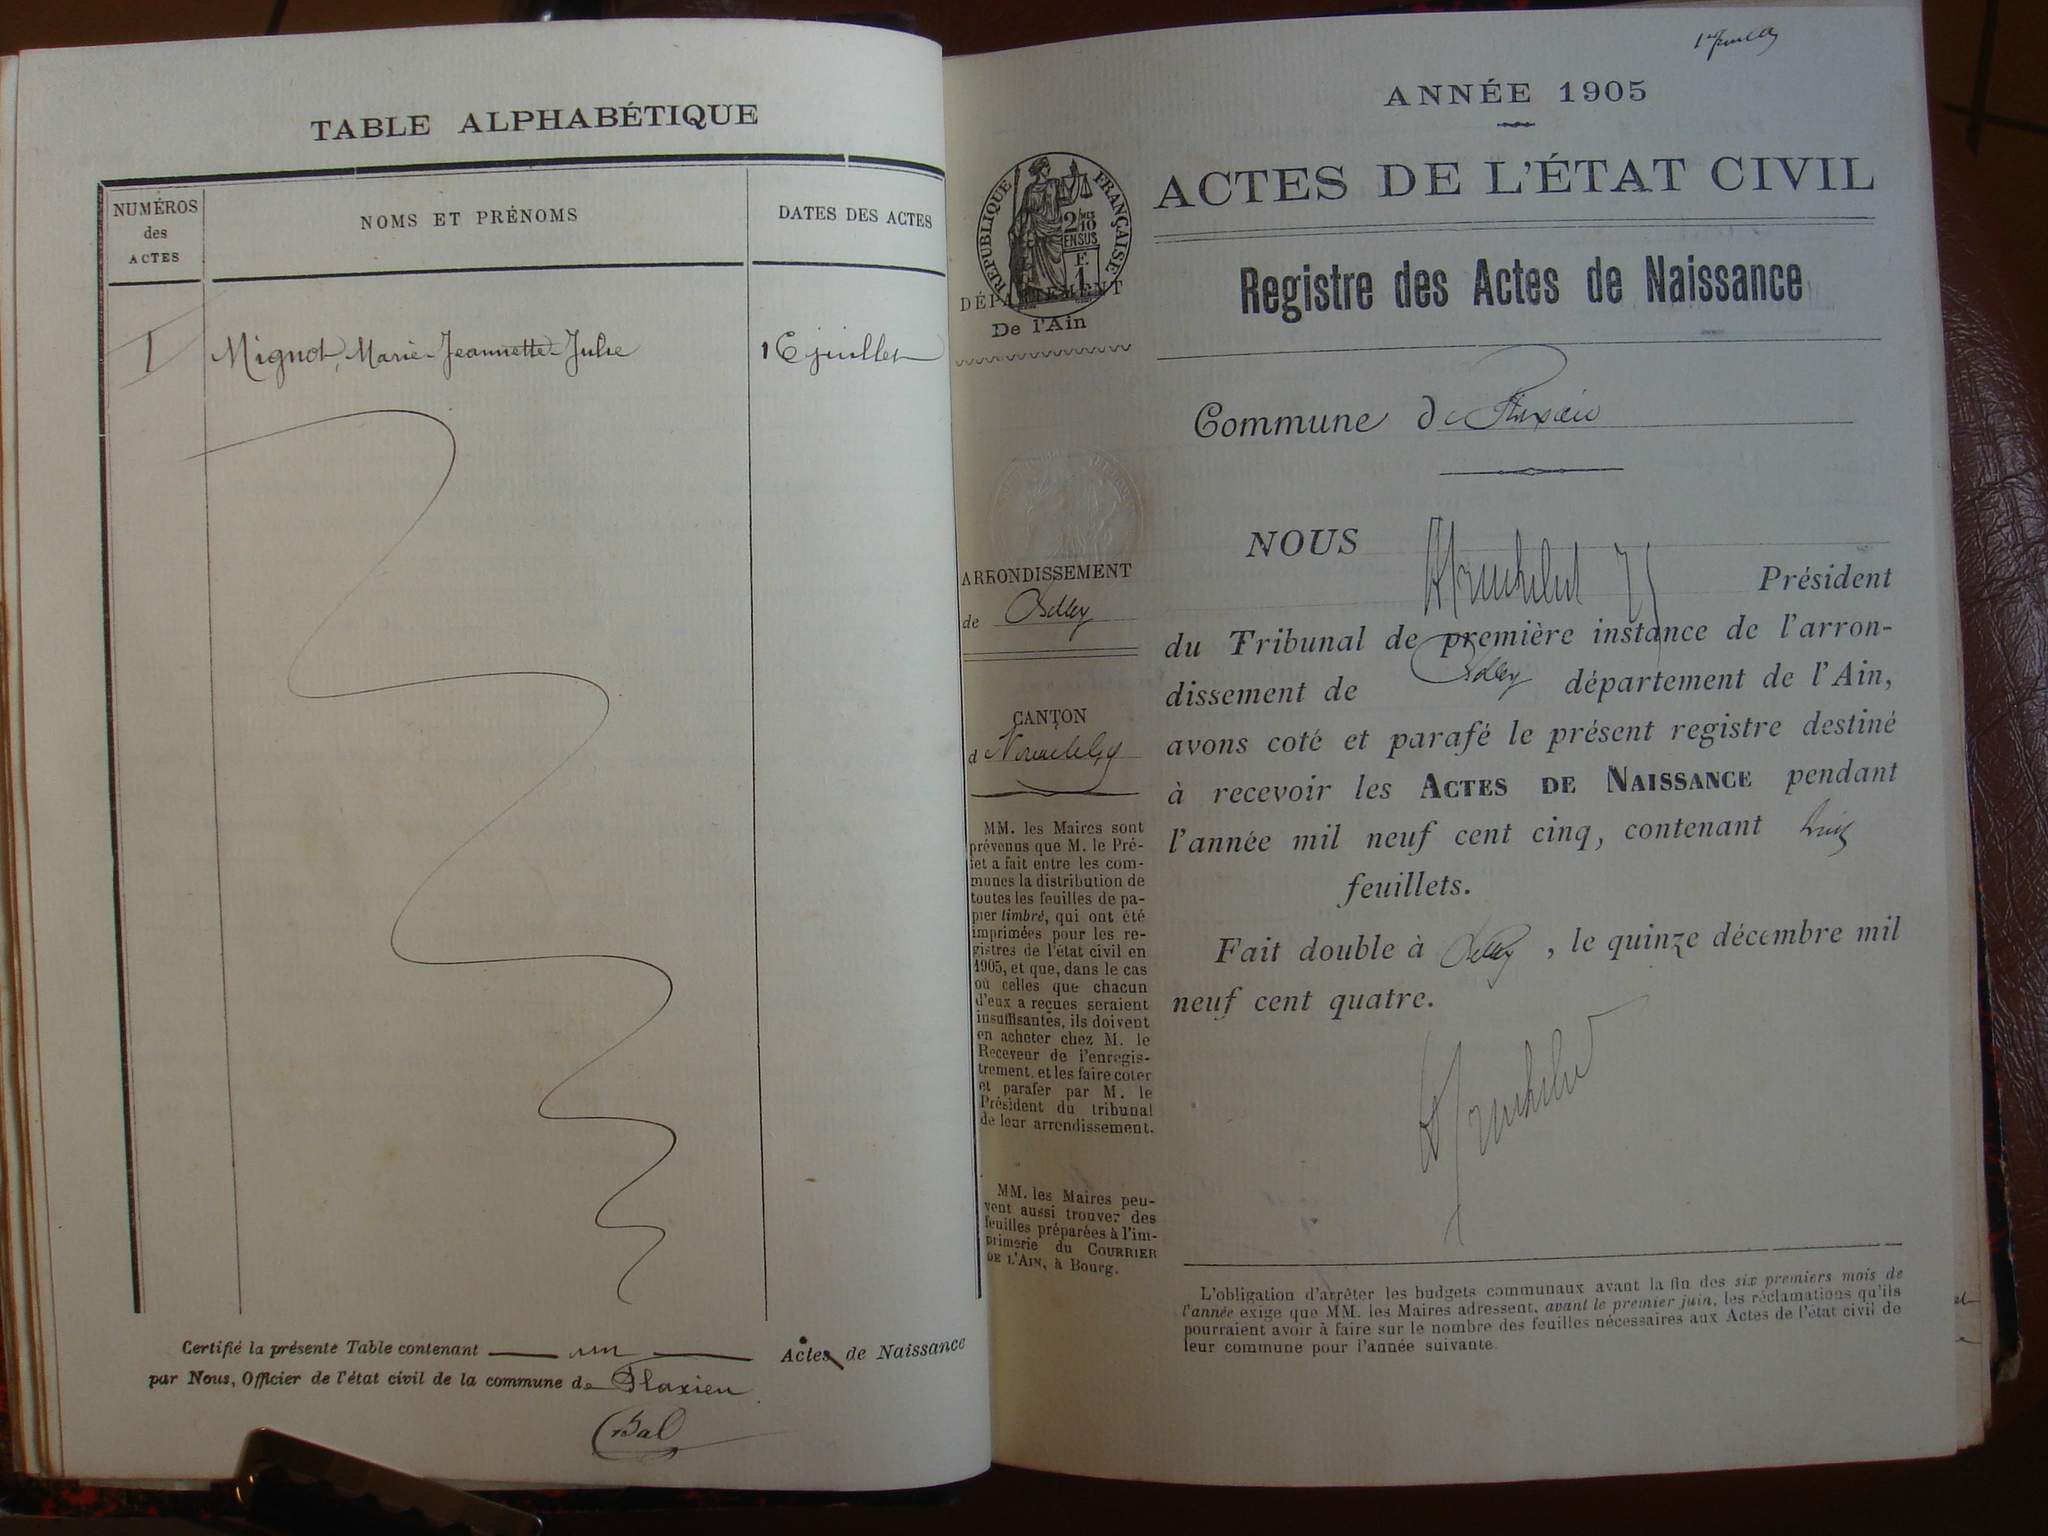 TABLE ALPHABÉTIQUE
NUMÉROS
des
ACTES
NOMS ET PRÉNOMS
DATES DES ACTES
1 Mignot, Marie-Jeannette-Julie 16 juillet
Certifié la présente Table contenant un Actes de Naissance
par Nous, Officier de l'état civil de la commune de Flaxieu
Bal
1er feuillet
ANNÉE 1905
RÉPUBLIQUE FRANÇAISE
2/10
EN SUS
F.
1
DÉPARTEMENT
De l'Ain
ARRONDISSEMENT
de Belley
CANTON
d
MM. les Maires sont
prévenus que M. le Pré-
fet a fait entre les com-
munes la distribution de
toutes les feuilles de pa-
pier timbré, qui ont été
imprimées pour les re-
gistres de l'état civil en
1905, et que, dans le cas
où celles que chacun
d'eux a reçues seraient
insuffisantes, ils doivent
en acheter chez M. le
Receveur de l'enregis-
trement, et les faire coter
et parafer par M. le
Président du tribunal
de leur arrondissement.
MM. les Maires peu-
vent aussi trouver des
feuilles préparées à l'im-
primerie du COURRIER
DE L'AIN, à Bourg.
ACTES DE L'ÉTAT CIVIL
Registre des Actes de Naissance
Commune de Flaxieu
NOUS
Président
du Tribunal de première instance de l'arron-
dissement de Belley département de l'Ain,
avons coté et parafé le présent registre destiné
à recevoir les ACTES DE NAISSANCE pendant
l'année mil neuf cent cinq, contenant huit
feuillets.
Fait double à Belley, le quinze décembre mil
neuf cent quatre.
L'obligation d'arrêter les budgets communaux avant la fin des six premiers mois de
l'année exige que MM. les Maires adressent, avant le premier juin, les réclamations qu'ils
pourraient avoir à faire sur le nombre des feuilles nécessaires aux Actes de l'état civil de
leur commune pour l'année suivante.